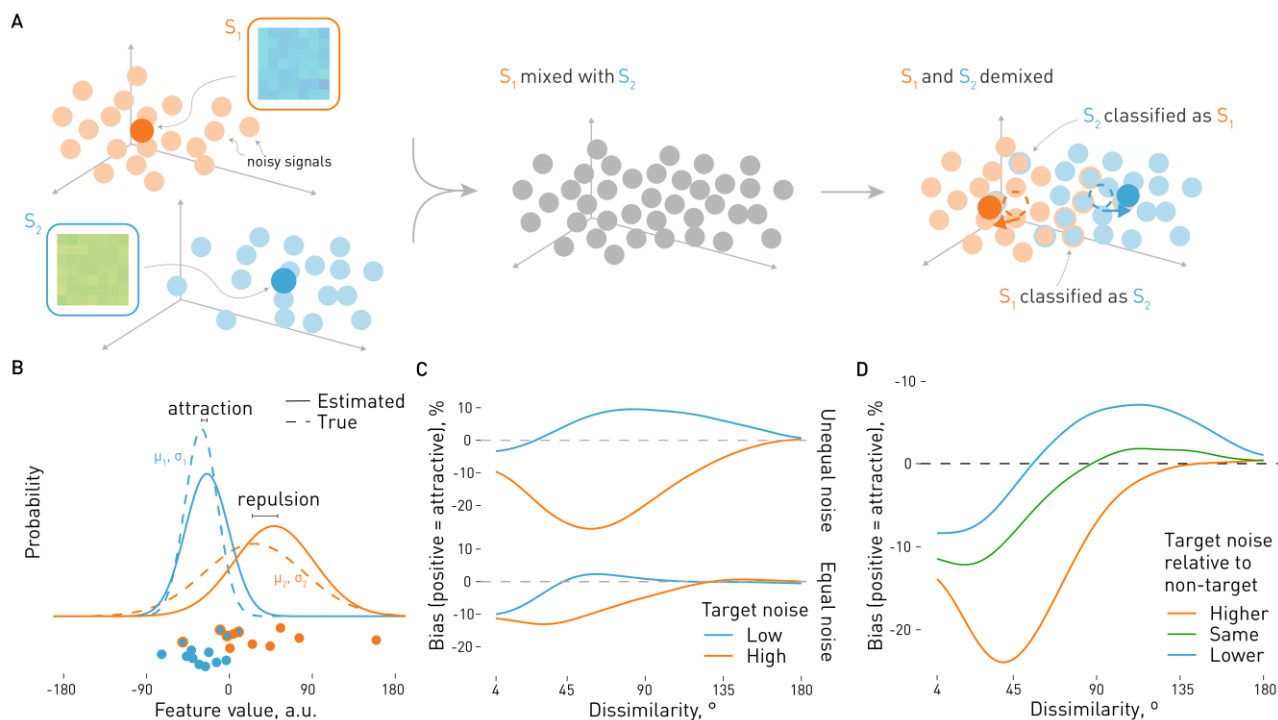 A
S1
noisy signals
S2
S1 mixed with S2
S1 and S2 demixed
S2 classified as S1
S1 classified as S2
B
attraction
Estimated
True
μ1, σ1
repulsion
μ2, σ2
Probability
-180
-90
0
90
180
Feature value, a.u.
C
Bias (positive = attractive), %
10
0
-10
-20
Unequal noise
10
0
-10
-20
Equal noise
Target noise
Low
High
4
45
90
135
180
Dissimilarity, º
D
Bias (positive = attractive), %
-10
0
-10
-20
Target noise
relative to
non-target
Higher
Same
Lower
4
45
90
135
180
Dissimilarity, º